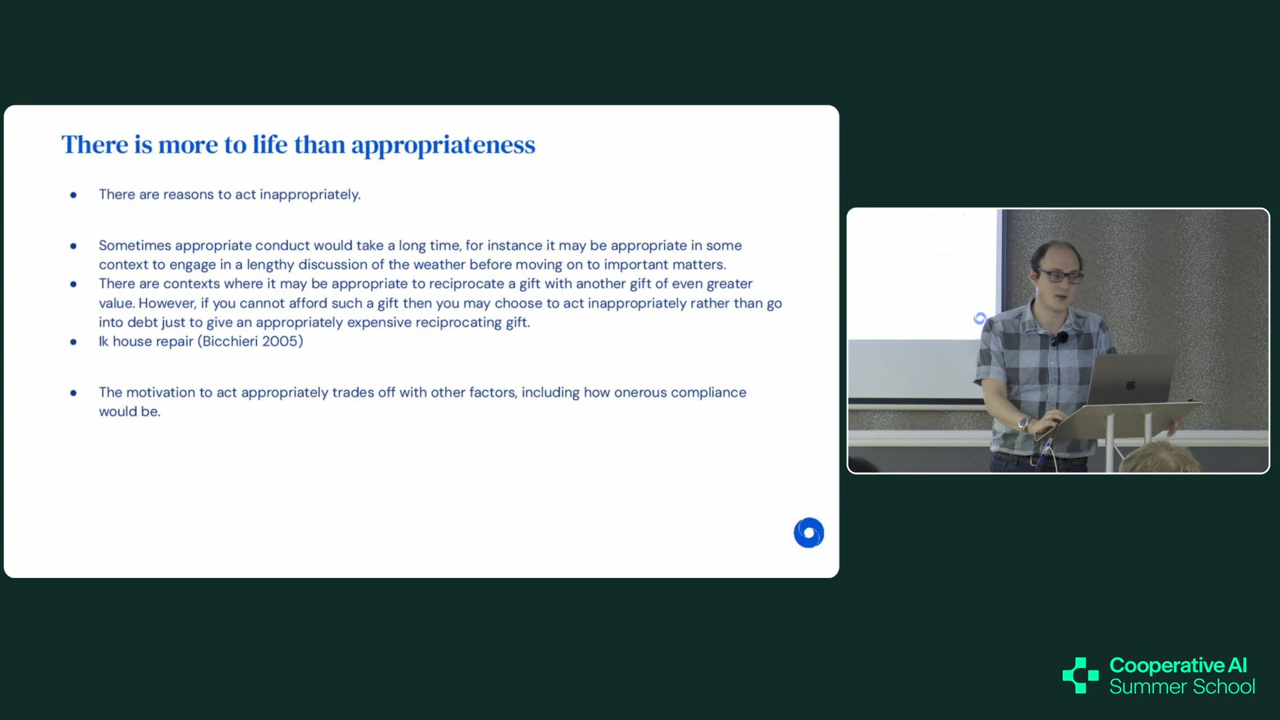 There is more to life than appropriateness
There are reasons to act inappropriately.
Sometimes appropriate conduct would take a long time, for instance it may be appropriate in some
context to engage in a lengthy discussion of the weather before moving on to important matters.
There are contexts where it may be appropriate to reciprocate a gift with another gift of even greater
value. However, if you cannot afford such a gift then you may choose to act inappropriately rather than go
into debt just to give an appropriately expensive reciprocating gift.
Ik house repair (Bicchieri 2005)
The motivation to act appropriately trades off with other factors, including how onerous compliance
would be.
Cooperative AI
Summer School